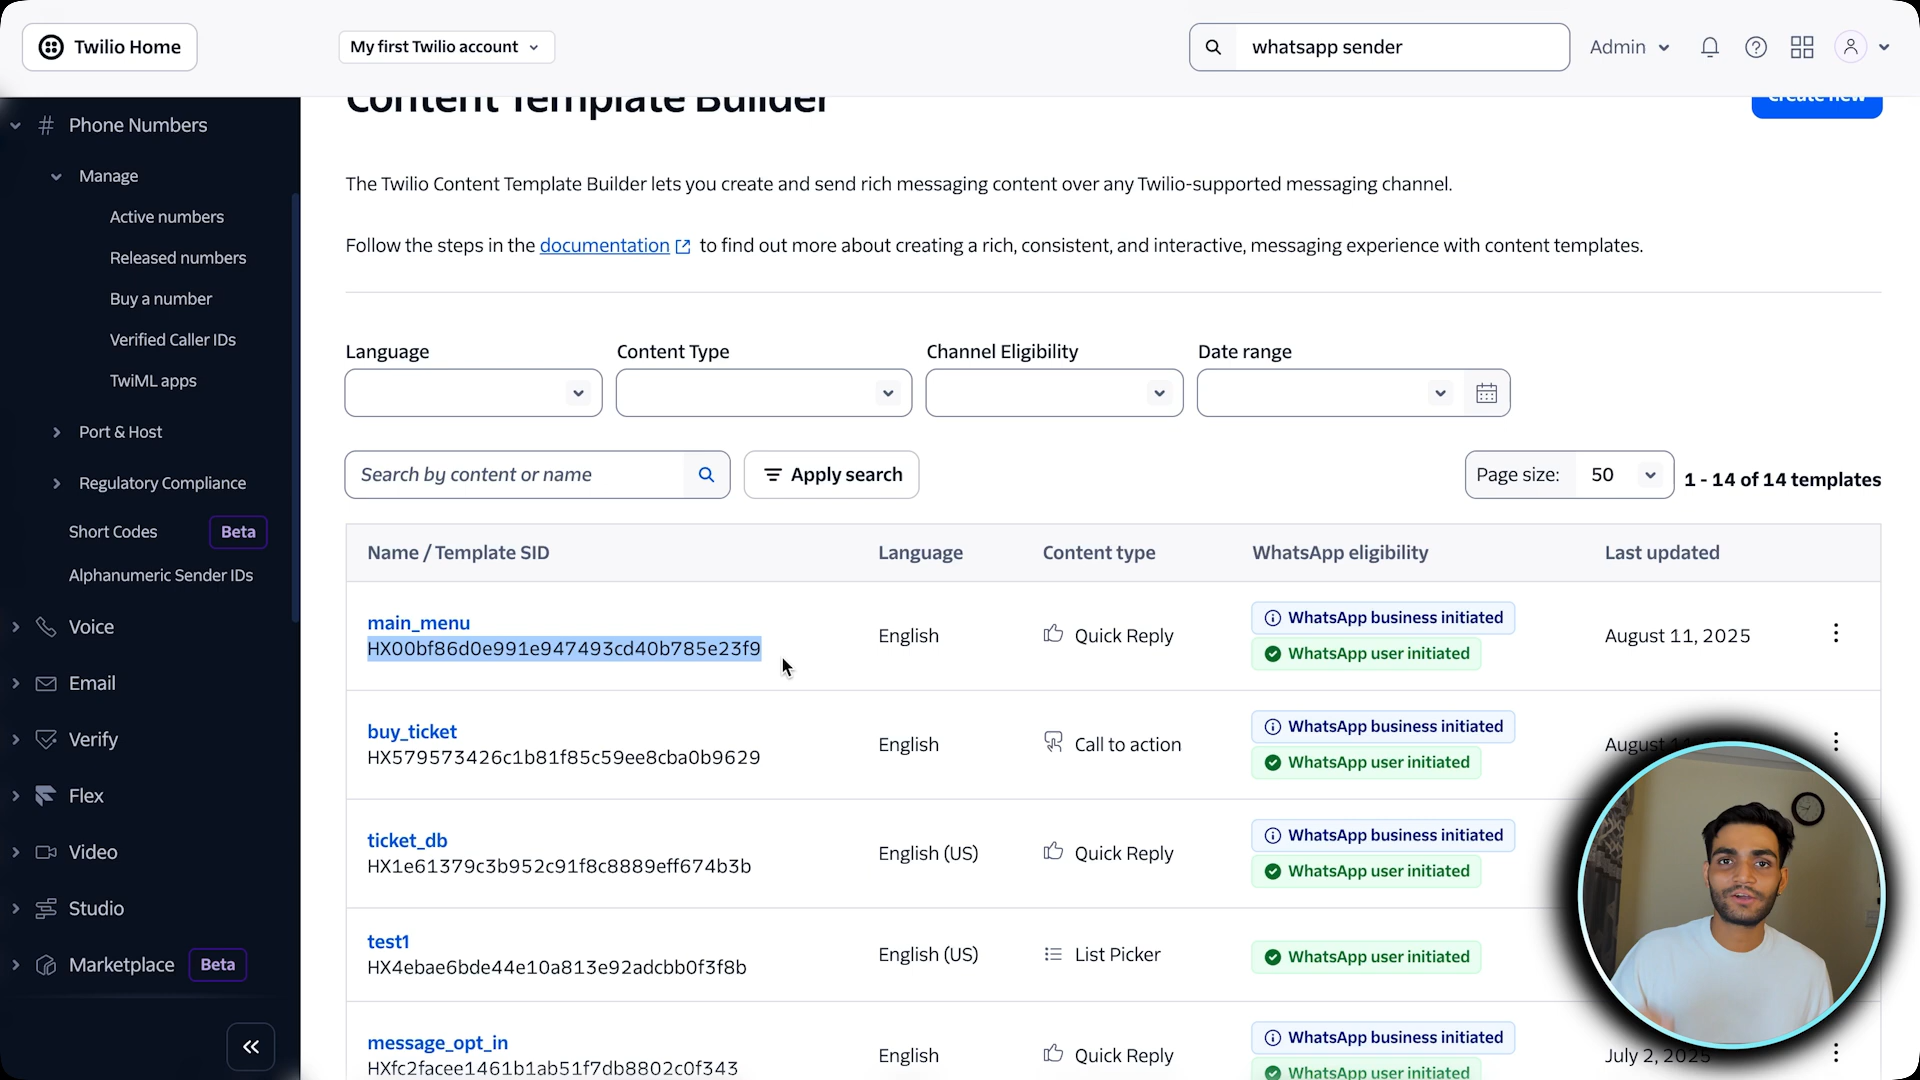 Twilio Home
My first Twilio account
whatsapp sender
Admin
Phone Numbers
Manage
Active numbers
Released numbers
Buy a number
Verified Caller IDs
TwiML apps
Port & Host
Regulatory Compliance
Short Codes Beta
Alphanumeric Sender IDs
Voice
Email
Verify
Flex
Video
Studio
Marketplace Beta
Content Template Builder
Create new
The Twilio Content Template Builder lets you create and send rich messaging content over any Twilio-supported messaging channel.
Follow the steps in the documentation to find out more about creating a rich, consistent, and interactive, messaging experience with content templates.
Language Content Type Channel Eligibility Date range
Search by content or name
Apply search
Page size: 50
1 - 14 of 14 templates
Name / Template SID Language Content type WhatsApp eligibility Last updated
main_menu
HX00bf86d0e991e947493cd40b785e23f9
English
Quick Reply
WhatsApp business initiated
WhatsApp user initiated
August 11, 2025
buy_ticket
HX579573426c1b81f85c59ee8cba0b9629
English
Call to action
WhatsApp business initiated
WhatsApp user initiated
August
ticket_db
HX1e61379c3b952c91f8c8889eff674b3b
English (US)
Quick Reply
WhatsApp business initiated
WhatsApp user initiated
test1
HX4ebae6bde44e10a813e92adcbb0f3f8b
English (US)
List Picker
WhatsApp user initiated
message_opt_in
HXfc2facee1461b1ab51f7db8802c0f343
English
Quick Reply
WhatsApp business initiated
WhatsApp user initiated
July 2, 2025